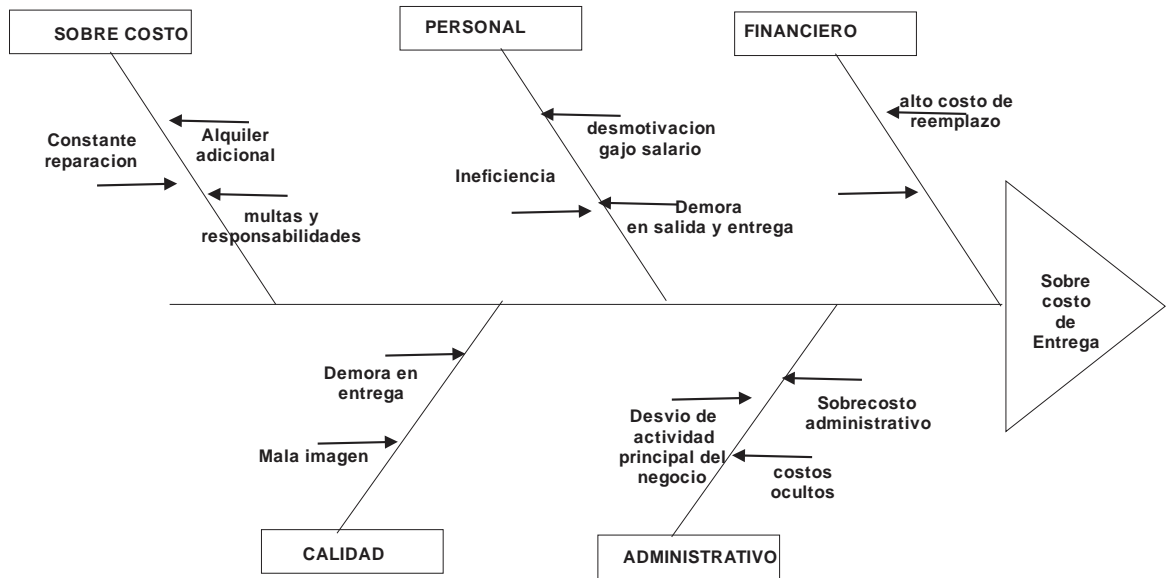 SOBRE COSTO
PERSONAL
FINANCIERO
Constante
reparacion
Alquiler
adicional
multas y
responsabilidades
desmotivacion
gajo salario
Ineficiencia
Demora
en salida y entrega
alto costo de
reemplazo
Sobre
costo
de
Entrega
Demora en
entrega
Mala imagen
Desvio de
actividad
principal del
negocio
Sobrecosto
administrativo
costos
ocultos
CALIDAD
ADMINISTRATIVO